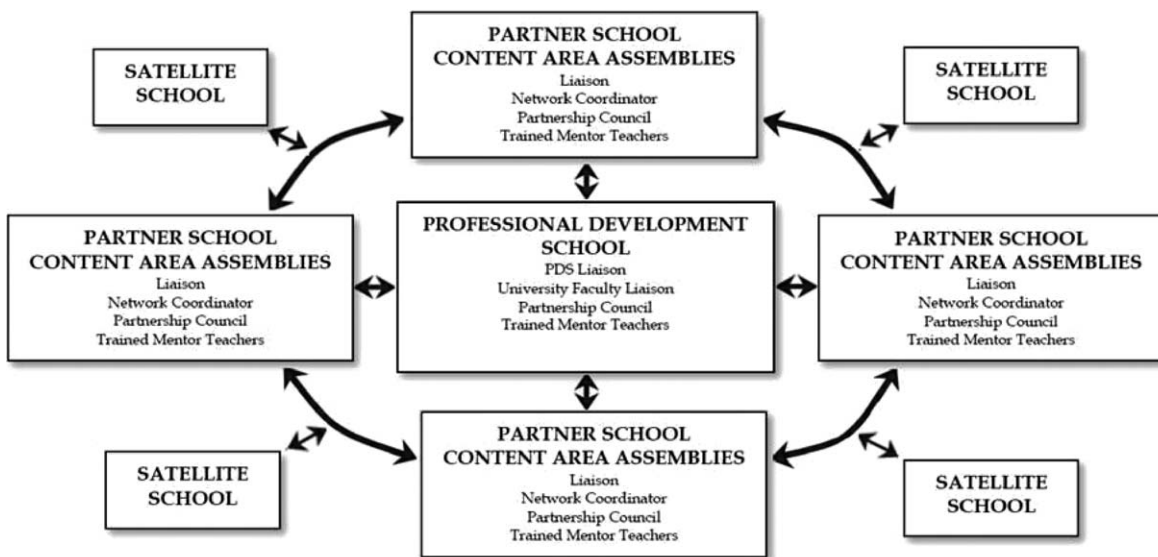 PARTNER SCHOOL
CONTENT AREA ASSEMBLIES
Liaison
Network Coordinator
Partnership Council
Trained Mentor Teachers
SATELLITE
SCHOOL
SATELLITE
SCHOOL
PARTNER SCHOOL
CONTENT AREA ASSEMBLIES
Liaison
Network Coordinator
Partnership Council
Trained Mentor Teachers
PROFESSIONAL DEVELOPMENT
SCHOOL
PDS Liaison
University Faculty Liaison
Partnership Council
Trained Mentor Teachers
PARTNER SCHOOL
CONTENT AREA ASSEMBLIES
Liaison
Network Coordinator
Partnership Council
Trained Mentor Teachers
PARTNER SCHOOL
CONTENT AREA ASSEMBLIES
Liaison
Network Coordinator
Partnership Council
Trained Mentor Teachers
SATELLITE
SCHOOL
SATELLITE
SCHOOL